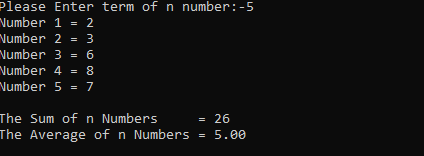 Please Enter term of n number:-5
Number 1 = 2
Number 2 = 3
Number 3 = 6
Number 4 = 8
Number 5 = 7
The Sum of n Numbers = 26
The Average of n Numbers = 5.00